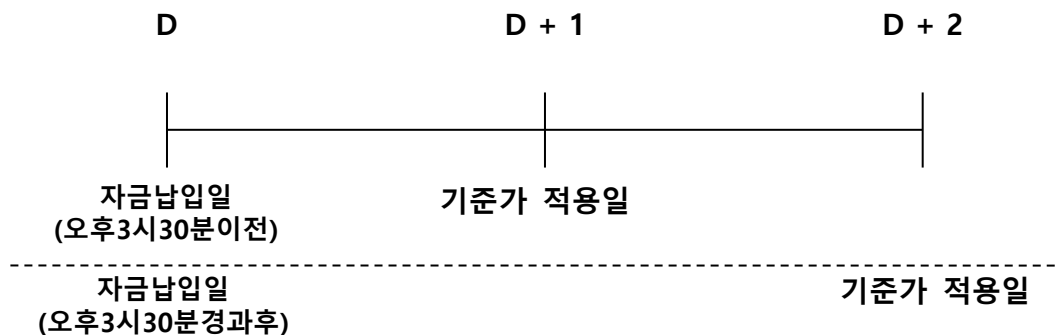 D D + 1 D + 2
자금납입일 기준가 적용일
(오후3시30분이전)
자금납입일 기준가 적용일
(오후3시30분경과후)